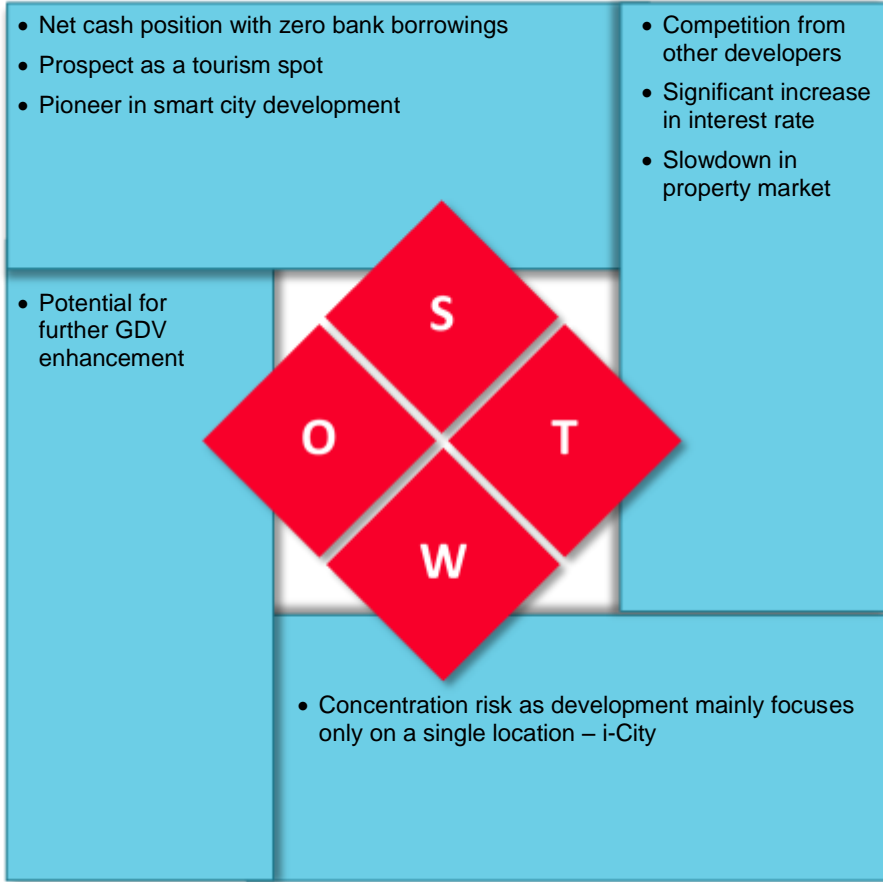 • Net cash position with zero bank borrowings
• Prospect as a tourism spot
• Pioneer in smart city development
• Competition from
other developers
• Significant increase
in interest rate
• Slowdown in
property market
• Potential for
further GDV
enhancement
S
O
T
W
• Concentration risk as development mainly focuses
only on a single location – i-City